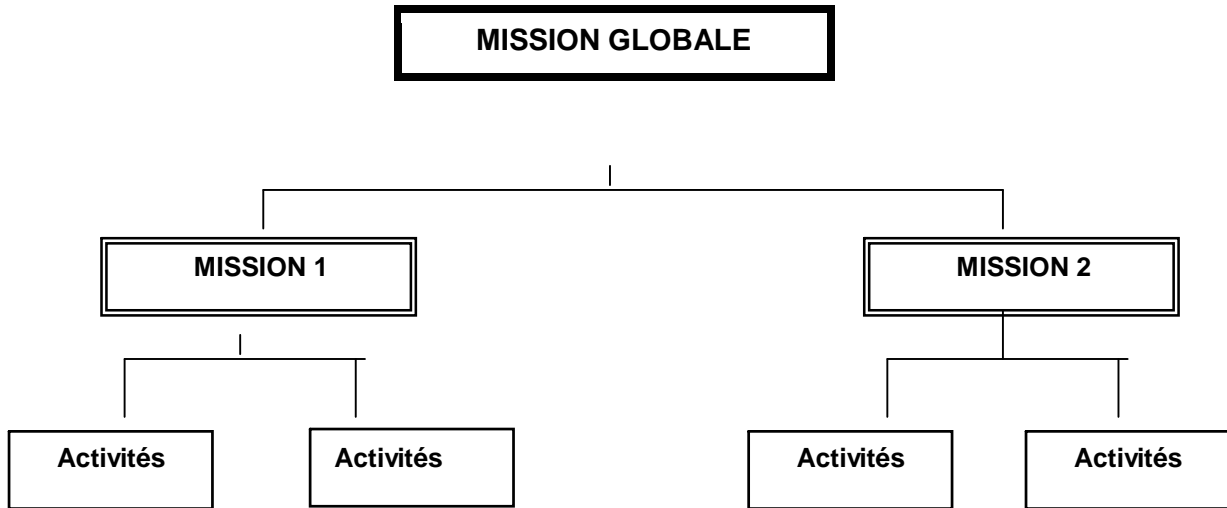 MISSION GLOBALE
MISSION 1
MISSION 2
Activités
Activités
Activités
Activités